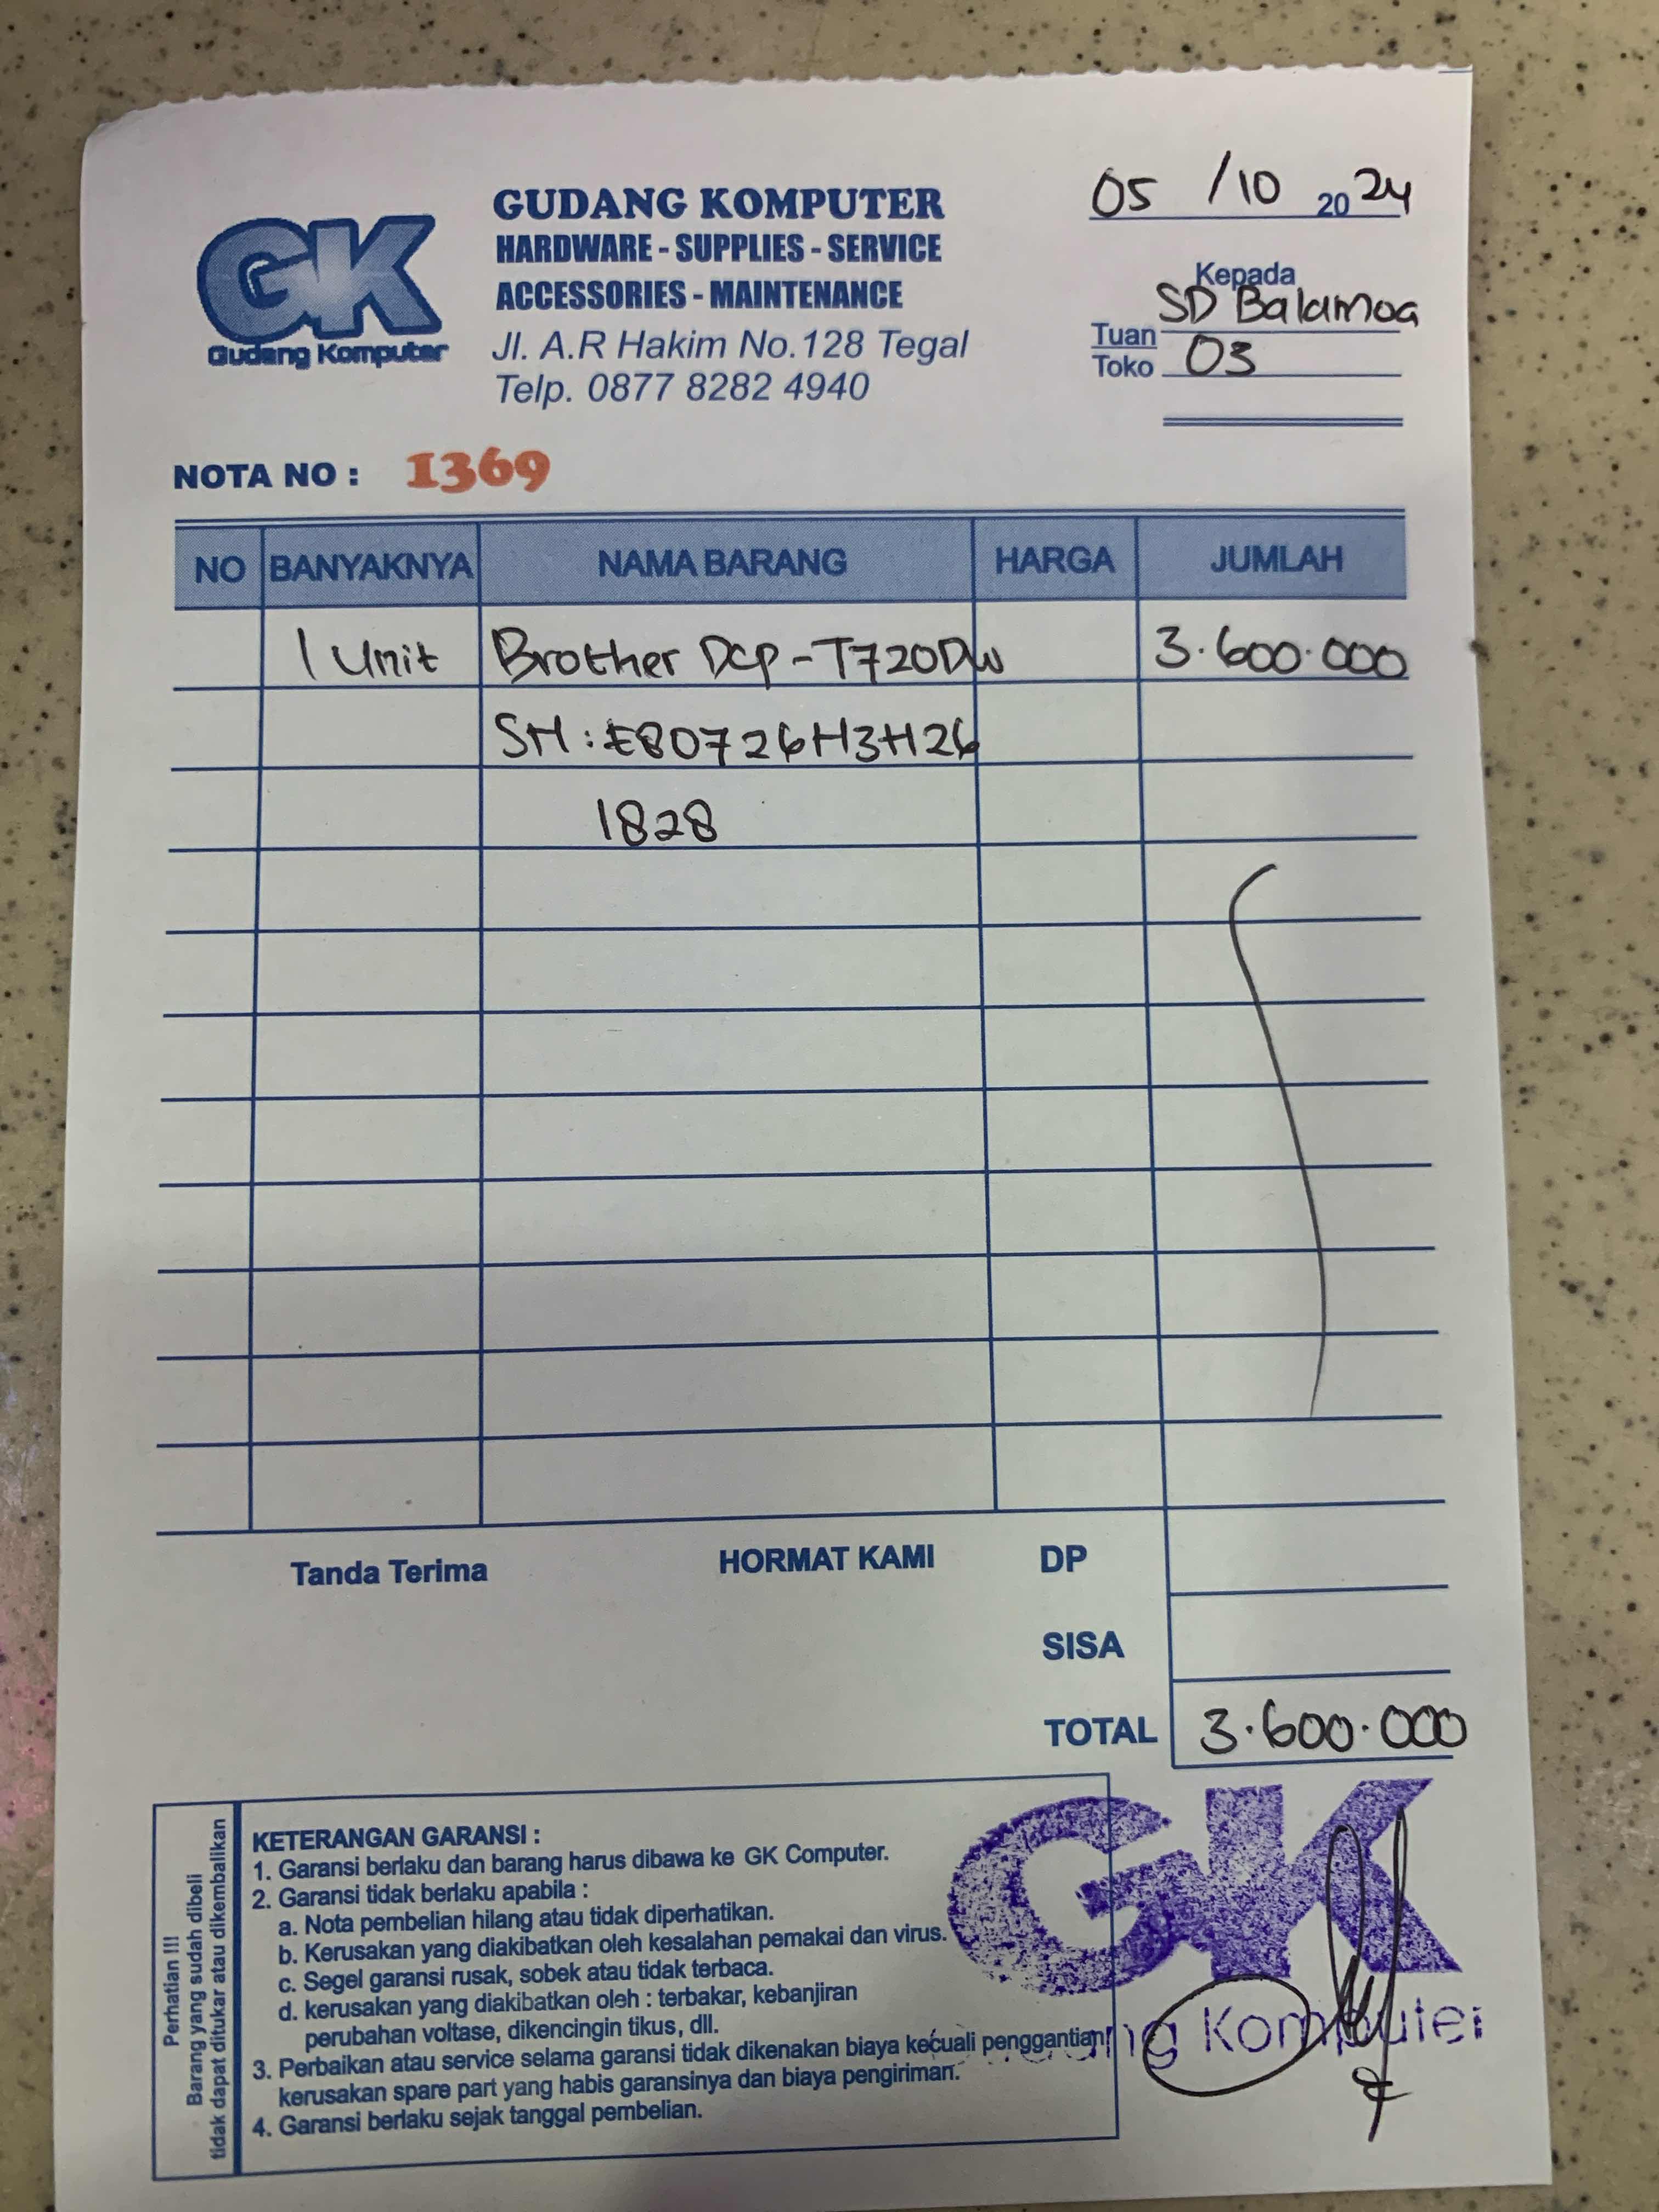 GK
Gudang Komputer
GUDANG KOMPUTER
HARDWARE - SUPPLIES - SERVICE
ACCESSORIES - MAINTENANCE
Jl. A.R Hakim No.128 Tegal
Telp. 0877 8282 4940
05 /10 2024
Kepada
SD Balamoa
Tuan
Toko 03
NOTA NO : 1369
NO BANYAKNYA NAMA BARANG HARGA JUMLAH
1 Unit Brother Dcp-T720Dw 3.600.000
SN : E80726H3H26
1828
Tanda Terima HORMAT KAMI DP
SISA
TOTAL 3.600.000
Perhatian !!!
Barang yang sudah dibeli
tidak dapat ditukar atau dikembalikan
KETERANGAN GARANSI :
1. Garansi berlaku dan barang harus dibawa ke GK Computer.
2. Garansi tidak berlaku apabila :
a. Nota pembelian hilang atau tidak diperhatikan.
b. Kerusakan yang diakibatkan oleh kesalahan pemakai dan virus.
c. Segel garansi rusak, sobek atau tidak terbaca.
d. kerusakan yang diakibatkan oleh : terbakar, kebanjiran
perubahan voltase, dikencingin tikus, dll.
3. Perbaikan atau service selama garansi tidak dikenakan biaya kecuali penggantian
kerusakan spare part yang habis garansinya dan biaya pengiriman.
4. Garansi berlaku sejak tanggal pembelian.
GK
Komputer